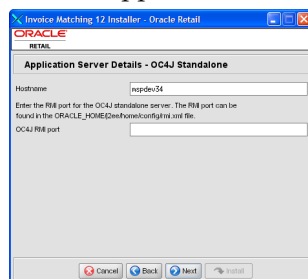 Invoice Matching 12 Installer - Oracle Retail
ORACLE
RETAIL
Application Server Details - OC4J Standalone
Hostname
mspdev34
Enter the RMI port for the OC4J standalone server. The RMI port can be
found in the ORACLE_HOME/j2ee/home/config/rmi.xml file.
OC4J RMI port
Cancel Back Next Install